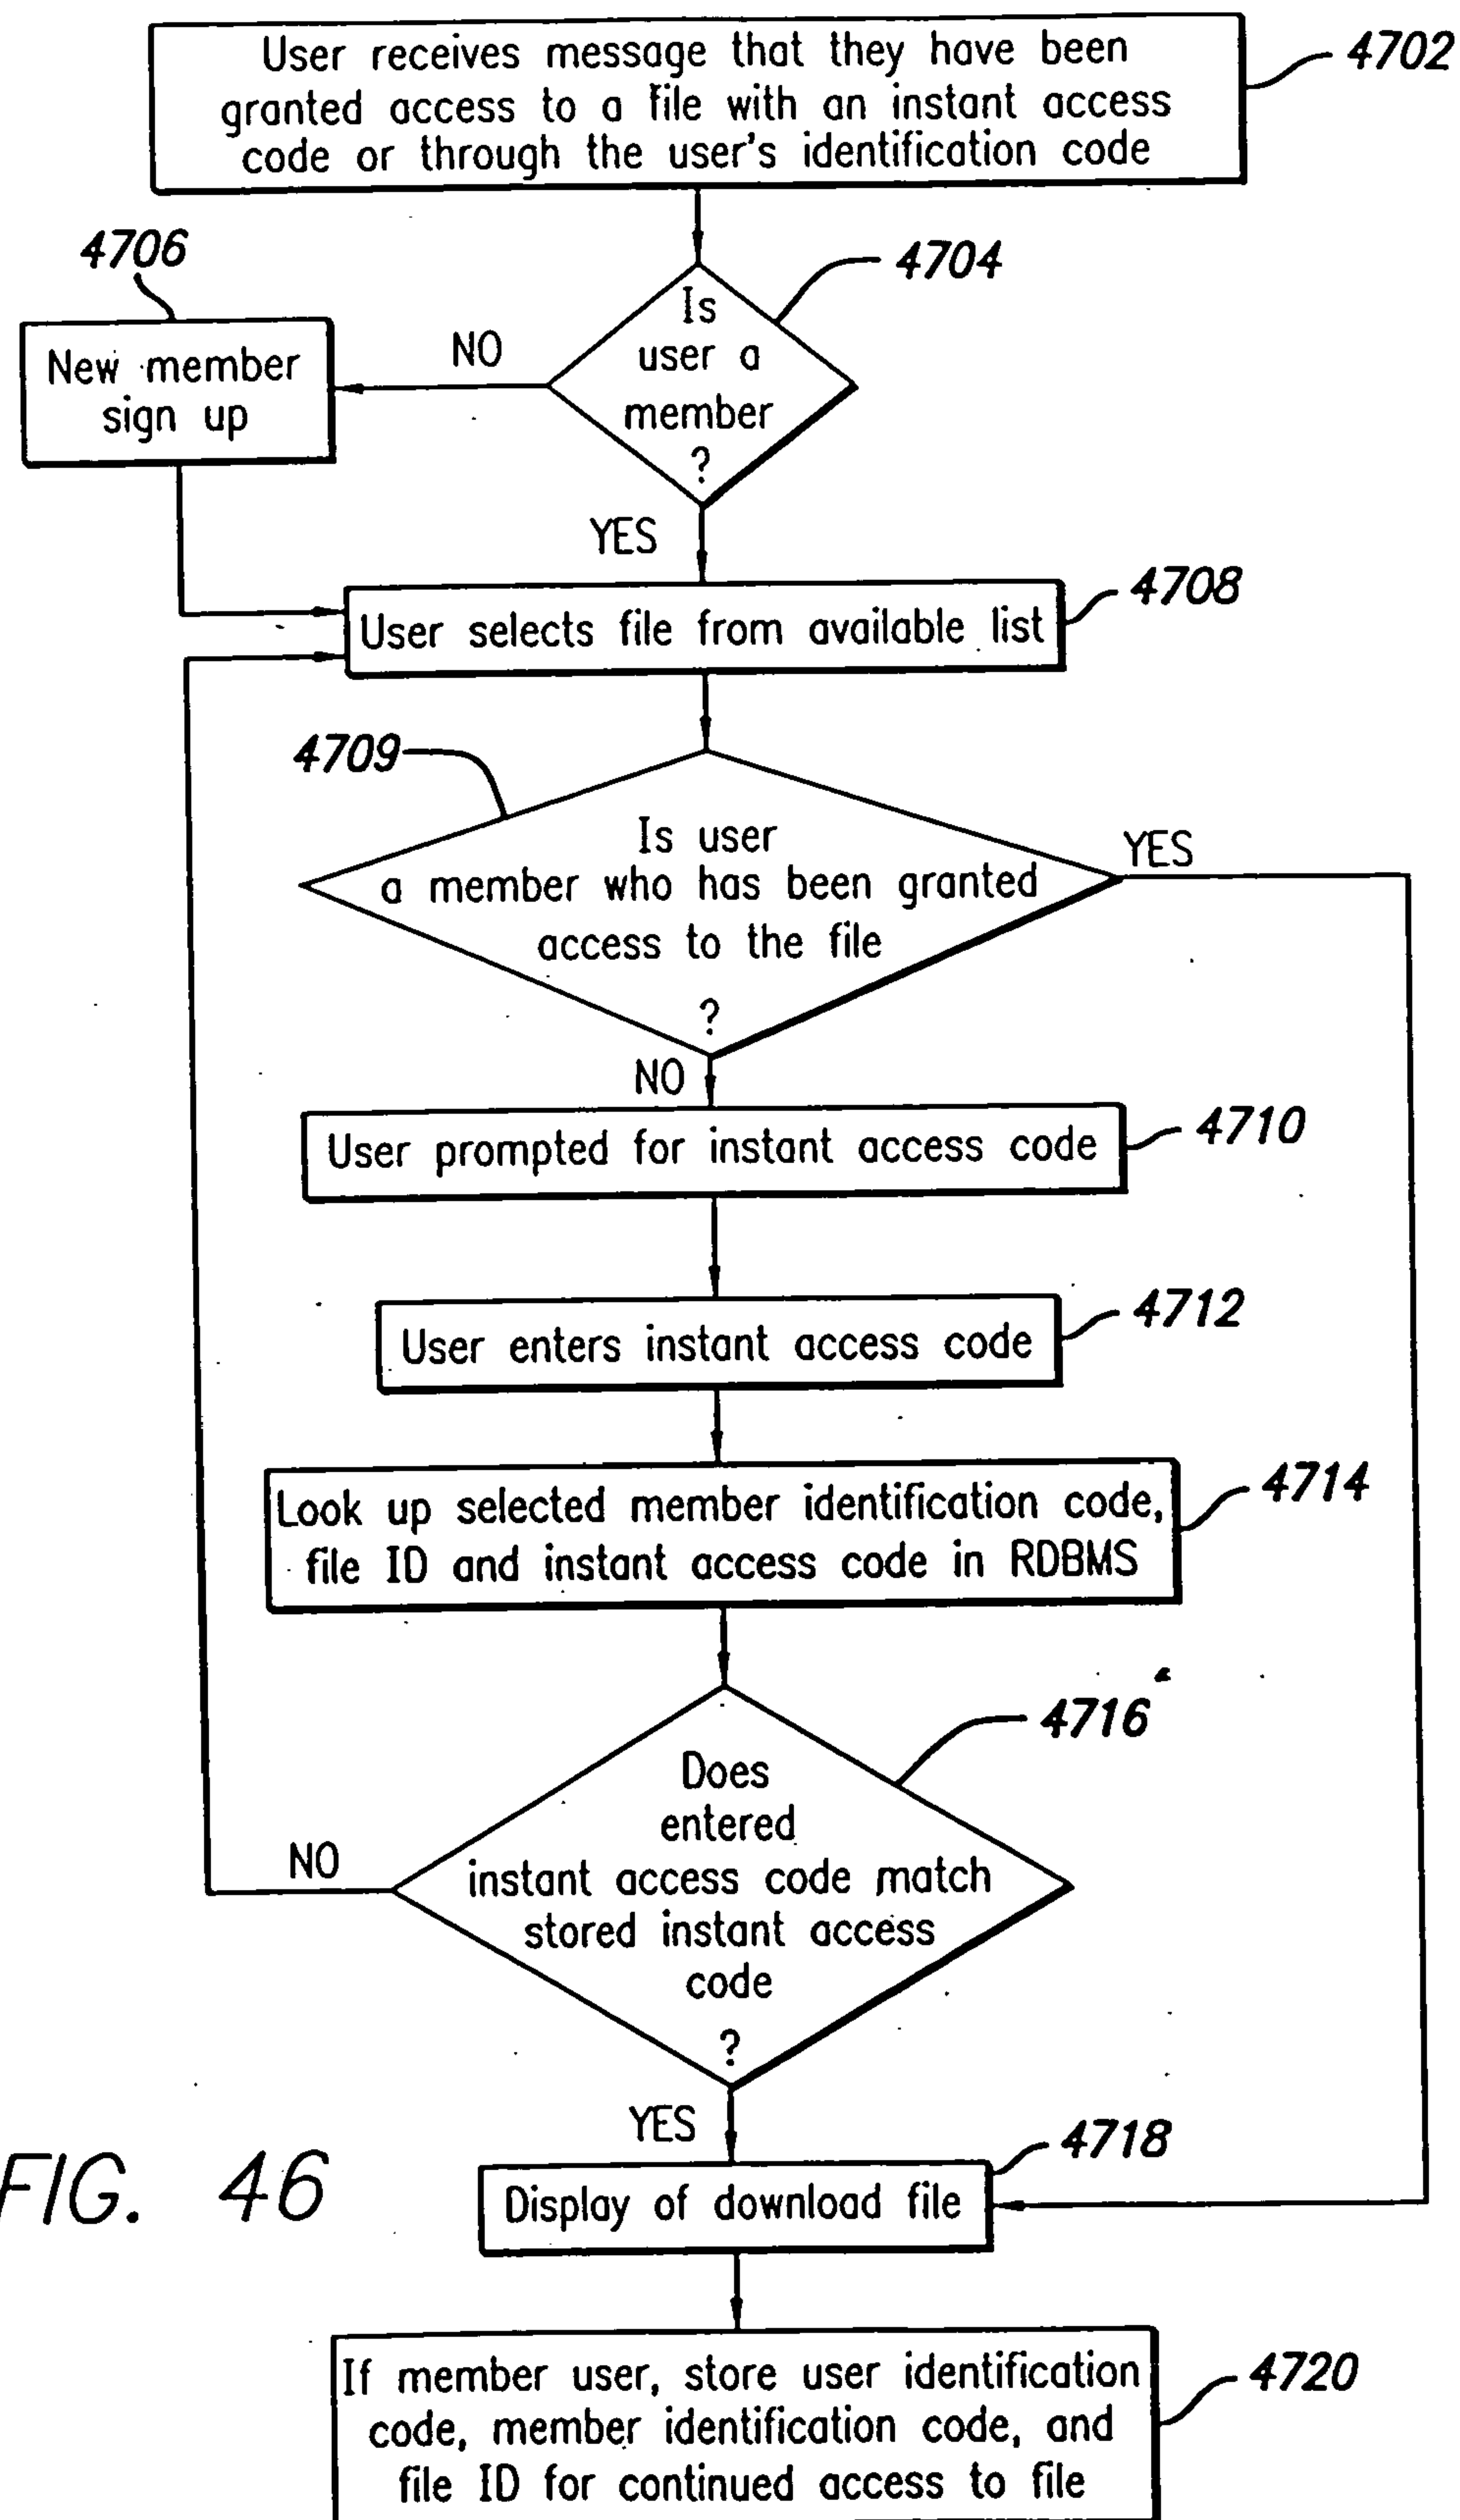 User receives message that they have been
granted access to a file with an instant access
code or through the user's identification code
4702
4706
4704
Is
user a
member
?
NO
New member
sign up
YES
4708
User selects file from available list
4709
Is user
a member who has been granted
access to the file
?
YES
NO
User prompted for instant access code
4710
User enters instant access code
4712
Look up selected member identification code,
file ID and instant access code in RDBMS
4714
4716
Does
entered
instant access code match
stored instant access
code
?
NO
YES
4718
Display of download file
FIG. 46
If member user, store user identification
code, member identification code, and
file ID for continued access to file
4720